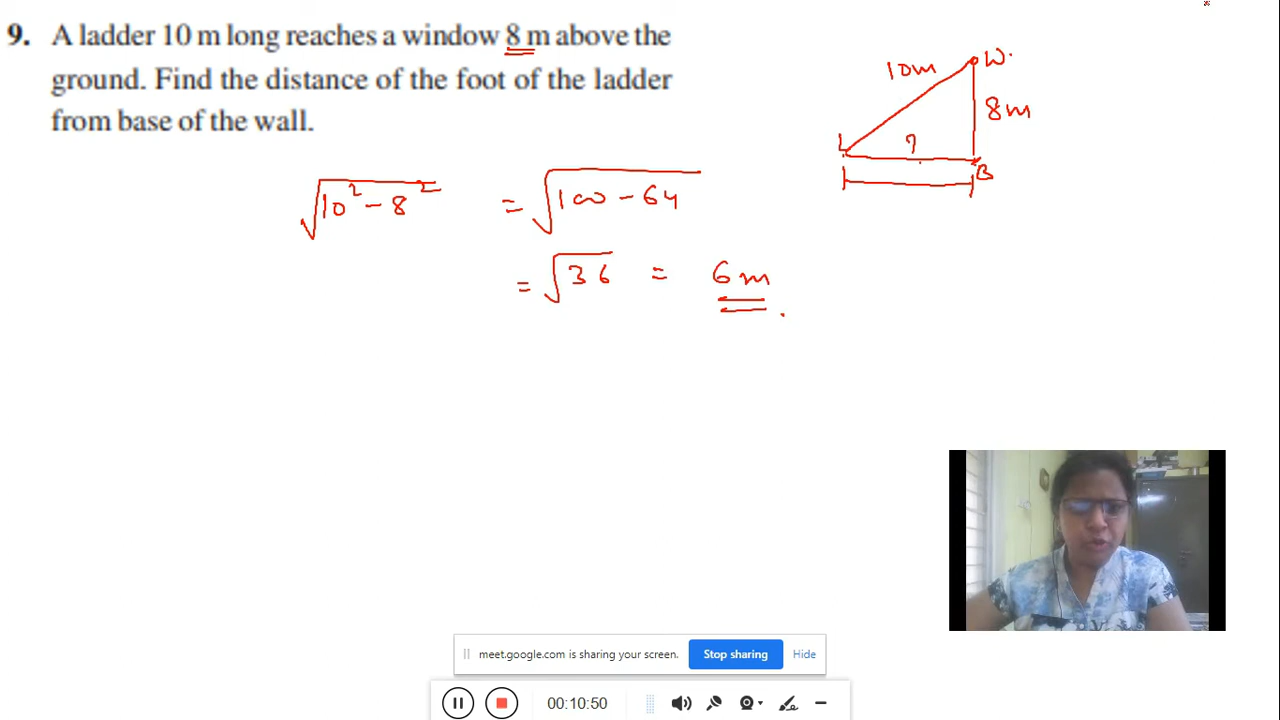 9. A ladder 10 m long reaches a window 8 m above the
ground. Find the distance of the foot of the ladder
from base of the wall.
10m
W.
8m
L
?
B
√10² - 8² = √100 - 64
= √36 = 6m
meet.google.com is sharing your screen. Stop sharing Hide
00:10:50